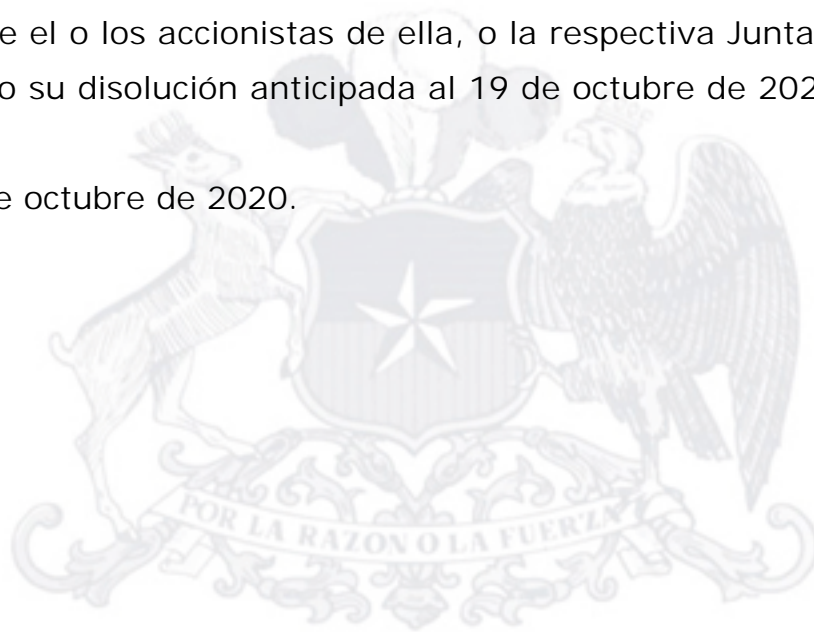 e el o los accionistas de ella, o la respectiva Junta
o su disolución anticipada al 19 de octubre de 202
e octubre de 2020.
POR LA RAZON O LA FUERZA